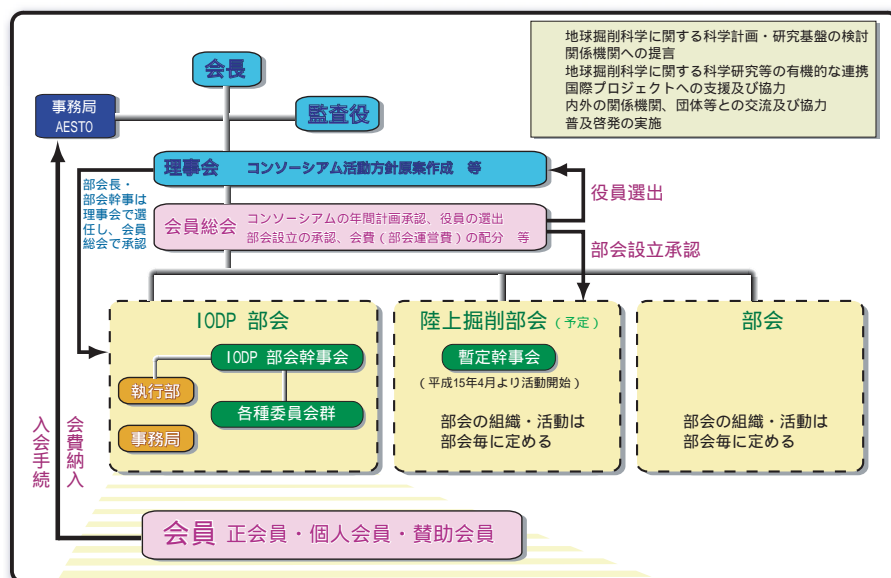 地球掘削科学に関する科学計画・研究基盤の検討
関係機関への提言
地球掘削科学に関する科学研究等の有機的な連携
国際プロジェクトへの支援及び協力
内外の関係機関、団体等との交流及び協力
普及啓発の実施
会長
事務局
AESTO
監査役
理事会 コンソーシアム活動方針原案作成 等
部会長・
部会幹事は
理事会で選
任し、会員
総会で承認
役員選出
会員総会
コンソーシアムの年間計画承認、役員の選出
部会設立の承認、会費(部会運営費)の配分 等
部会設立承認
IODP 部会
IODP 部会幹事会
執行部
各種委員会群
事務局
陸上掘削部会(予定)
暫定幹事会
(平成15年4月より活動開始)
部会の組織・活動は
部会毎に定める
部会
部会の組織・活動は
部会毎に定める
会費納入
入会手続
会員 正会員・個人会員・賛助会員